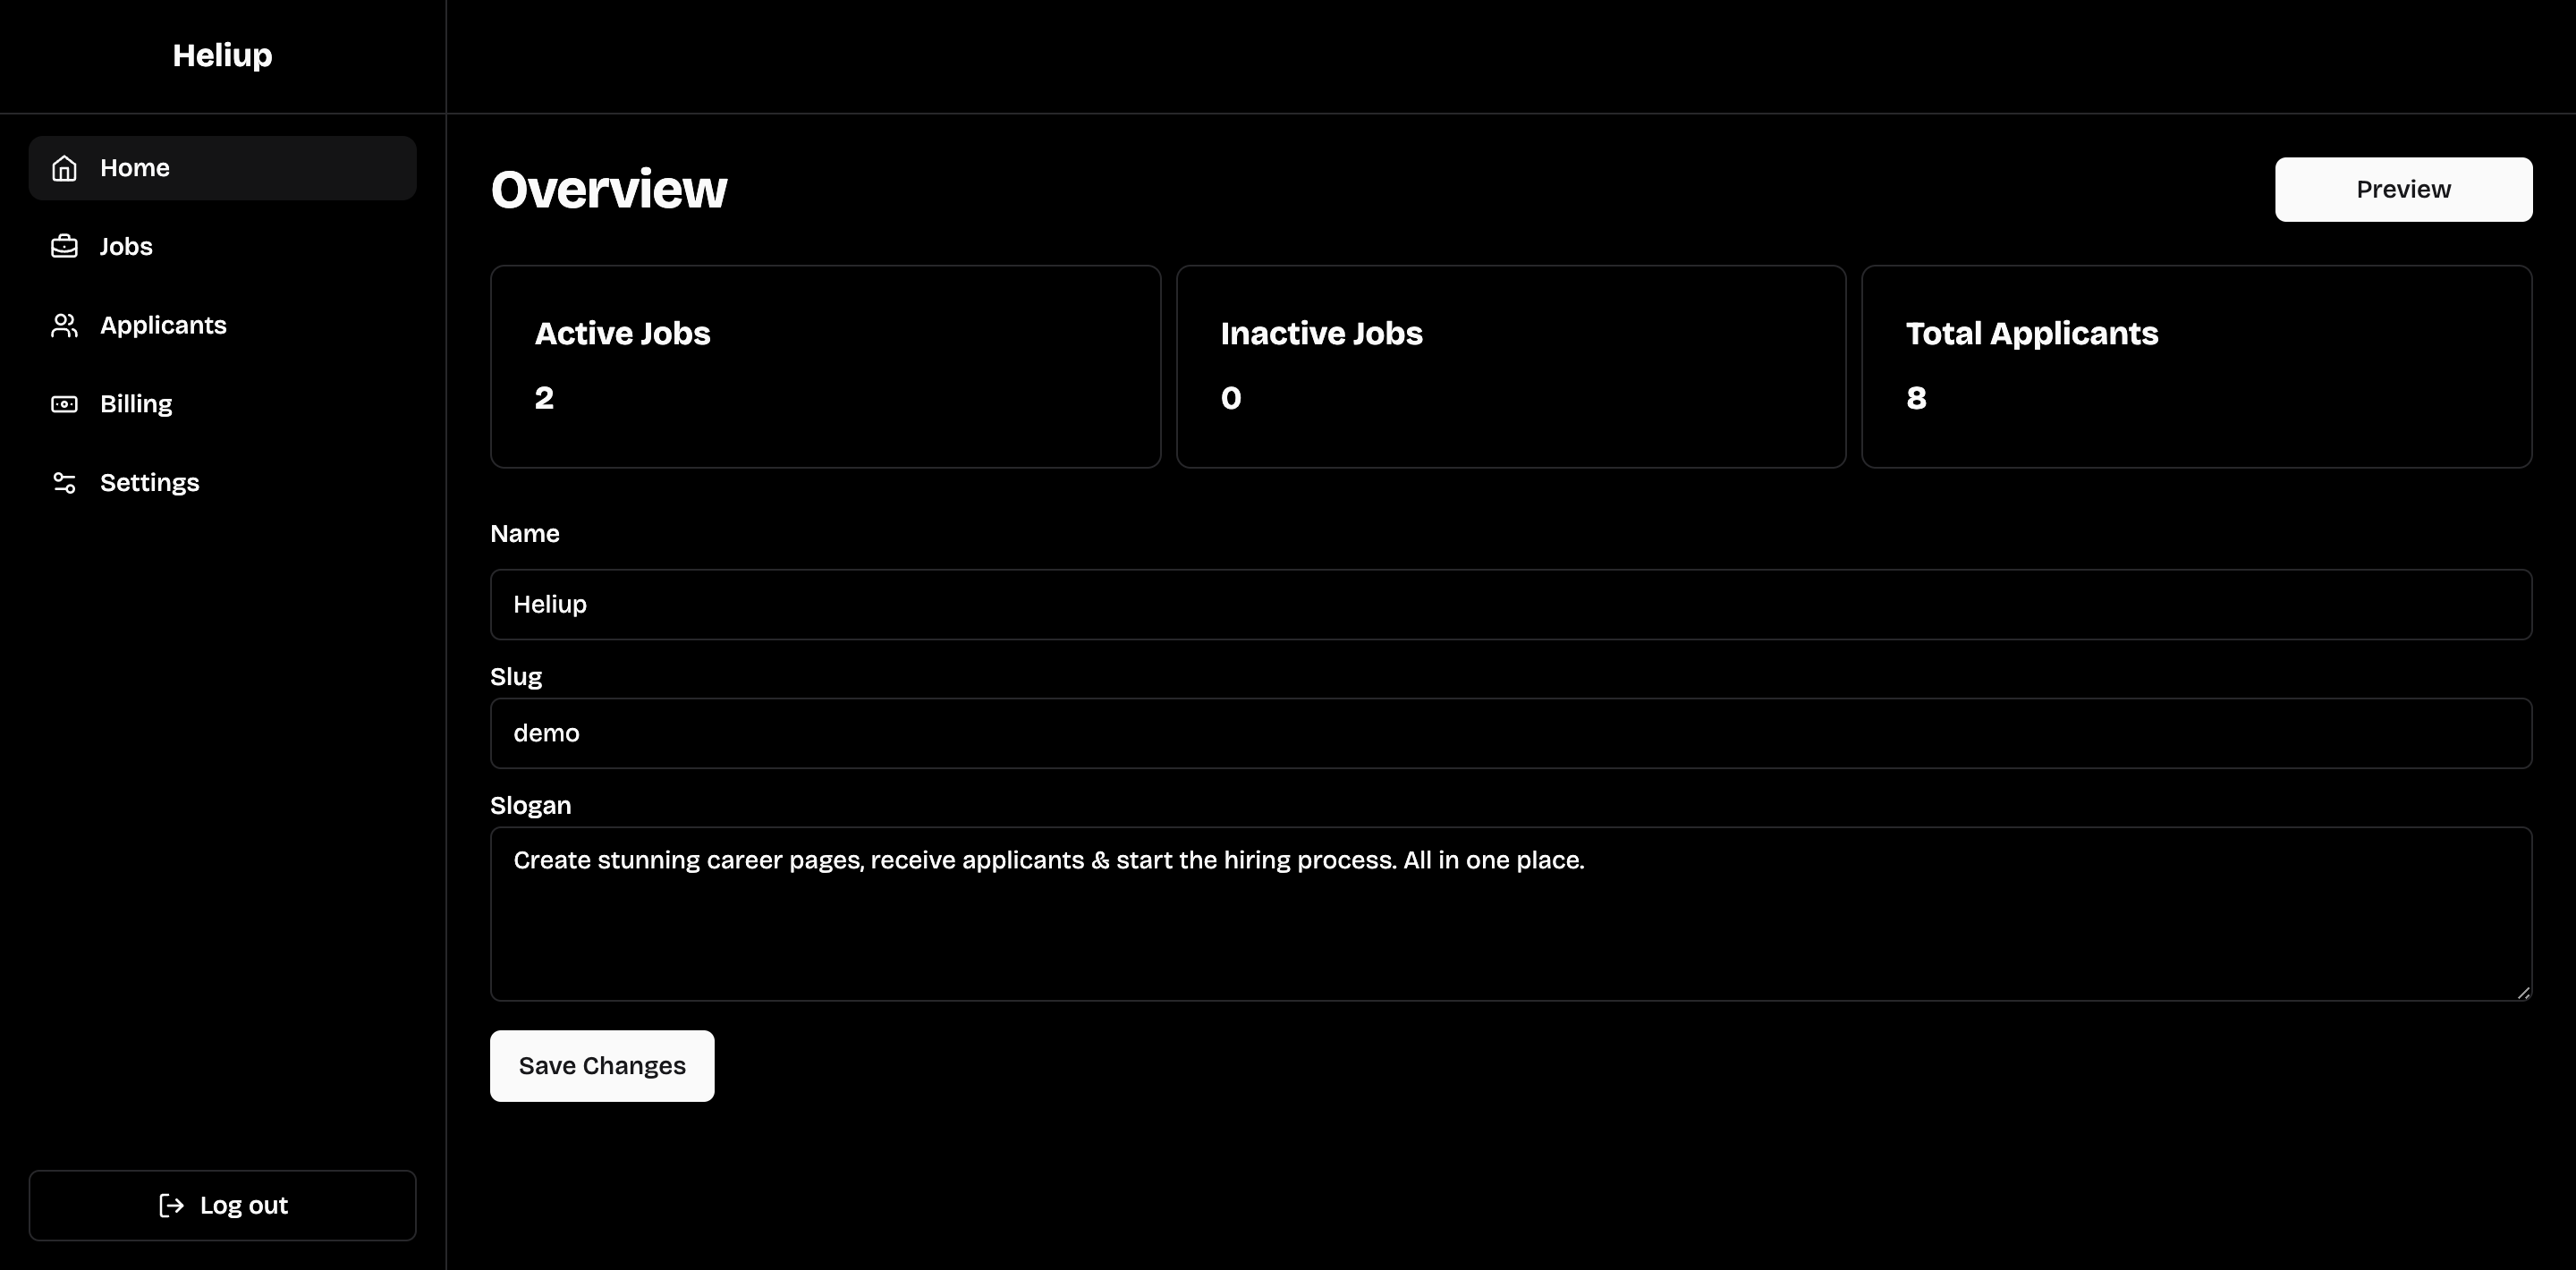 Heliup
Home
Jobs
Applicants
Billing
Settings
Log out
Overview
Preview
Active Jobs
2
Inactive Jobs
0
Total Applicants
8
Name
Heliup
Slug
demo
Slogan
Create stunning career pages, receive applicants & start the hiring process. All in one place.
Save Changes